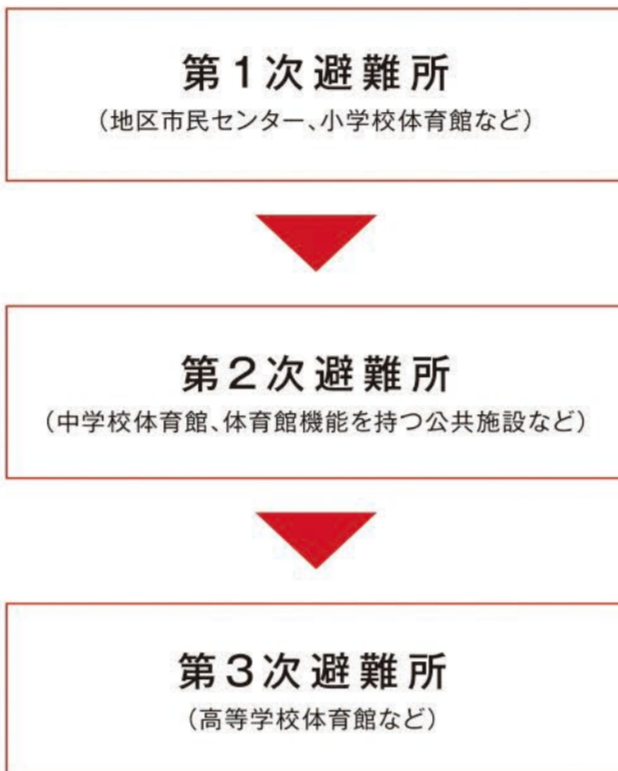 第1次避難所
(地区市民センター、小学校体育館など)
第2次避難所
(中学校体育館、体育館機能を持つ公共施設など)
第3次避難所
(高等学校体育館など)